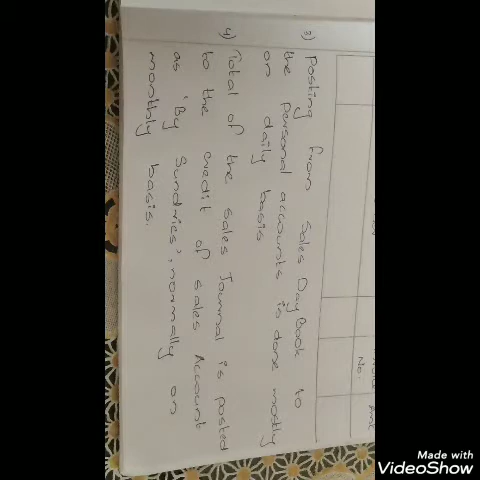 No.
Amt
3) Posting from Sales Day Book to
the personal accounts is done mostly
on daily basis
4) Total of the sales Journal is posted
to the credit of sales Account
as 'By Sundries', normally on
monthly basis.
Made with
VideoShow